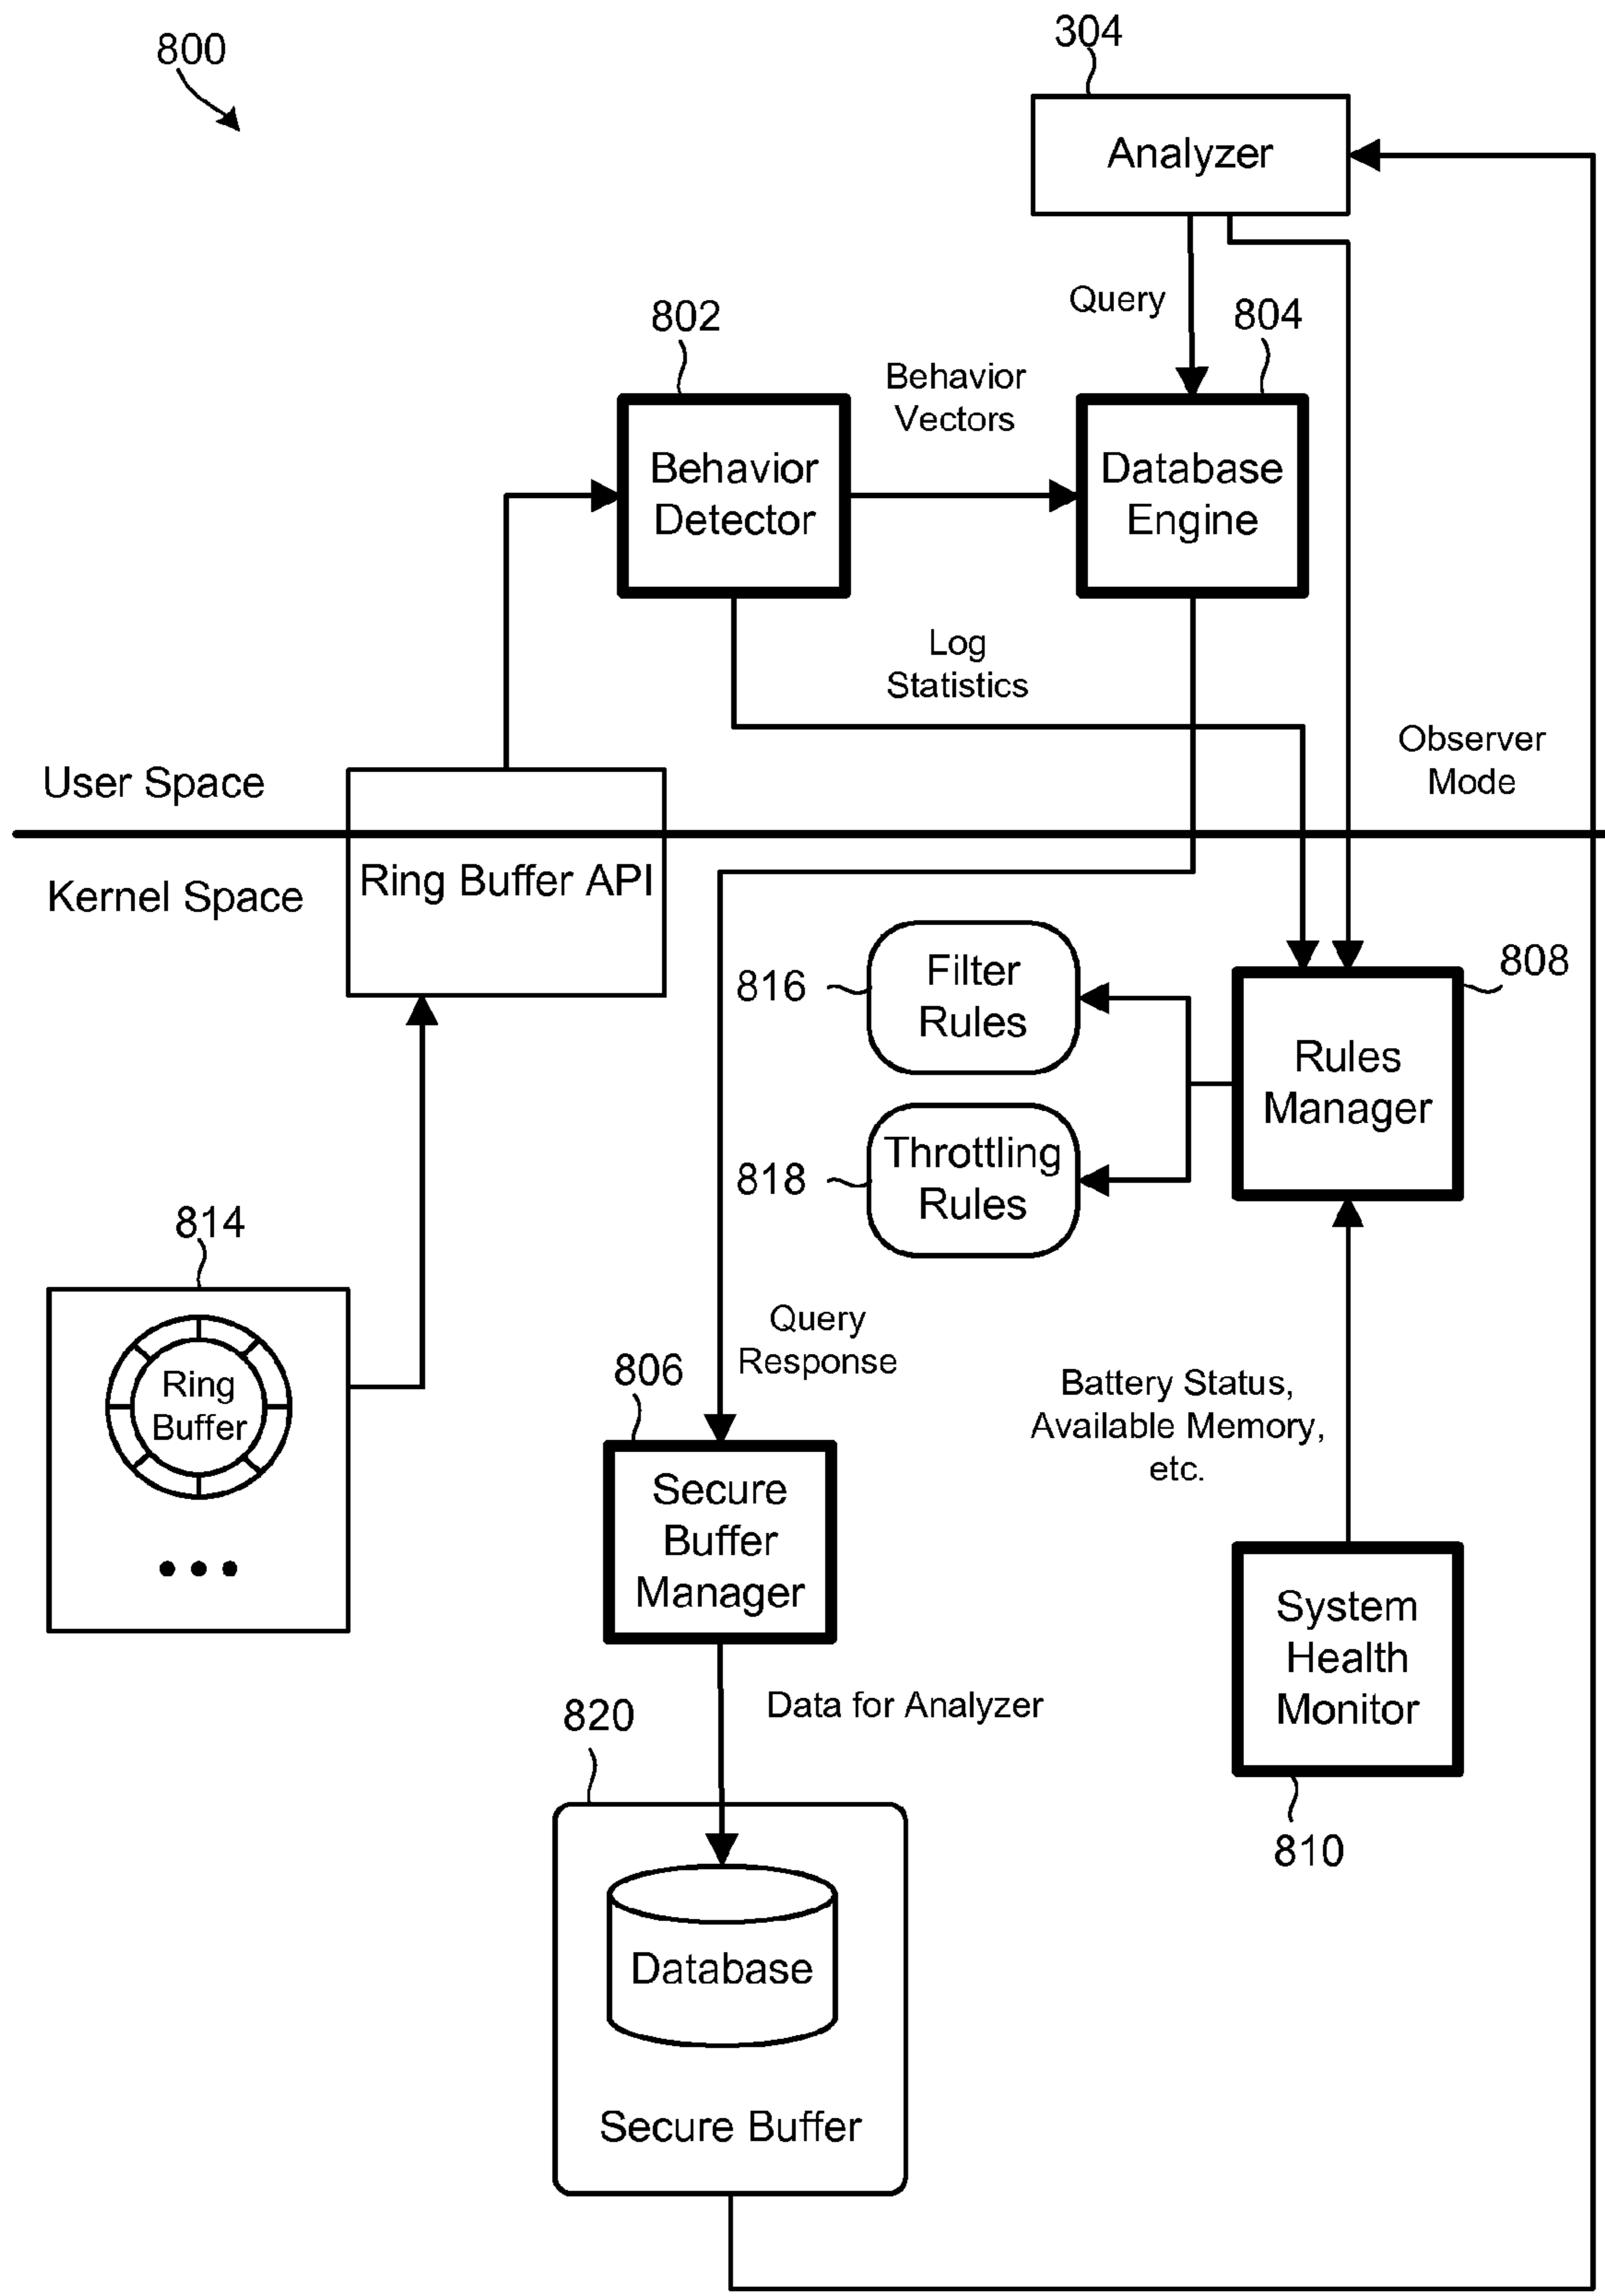 800
304
Analyzer
Query
802
804
Behavior
Vectors
Behavior
Detector
Database
Engine
Log
Statistics
Observer
Mode
User Space
Kernel Space
Ring Buffer API
816
Filter
Rules
808
Rules
Manager
818
Throttling
Rules
814
Ring
Buffer
Query
Response
806
Battery Status,
Available Memory,
etc.
Secure
Buffer
Manager
System
Health
Monitor
820
Data for Analyzer
810
Database
Secure Buffer